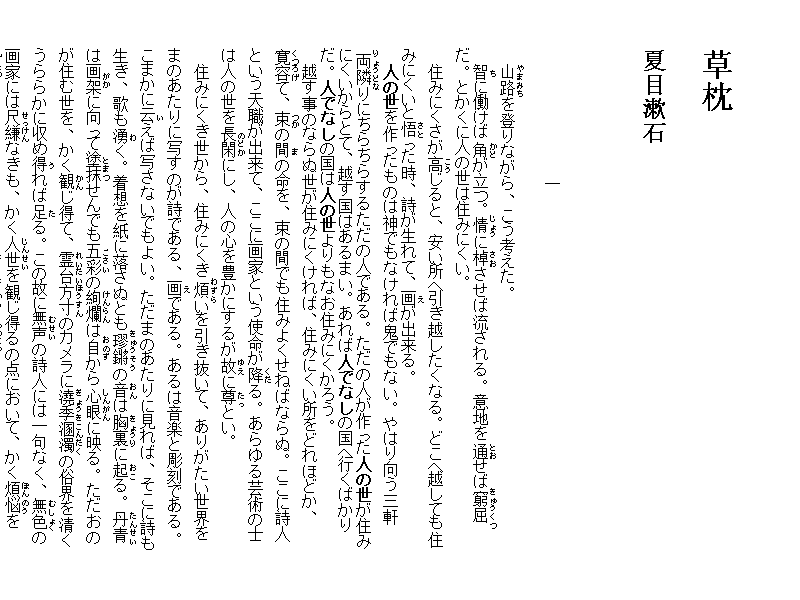 草枕
夏目漱石
一
山路を登りながら、こう考えた。
智に働けば角が立つ。情に棹させば流される。意地を通せば窮屈
だ。とかくに人の世は住みにくい。
住みにくさが高じると、安い所へ引き越したくなる。どこへ越しても住
みにくいと悟った時、詩が生れて、画が出来る。
人の世を作ったものは神でもなければ鬼でもない。やはり向う三軒
両隣りにちらちらするただの人である。ただの人が作った人の世が住み
にくいからとて、越す国はあるまい。あれば人でなしの国へ行くばかり
だ。人でなしの国は人の世よりもなお住みにくかろう。
越す事のならぬ世が住みにくければ、住みにくい所をどれほどか、
寛容て、束の間の命を、束の間でも住みよくせねばならぬ。ここに詩人
という天職が出来て、ここに画家という使命が降る。あらゆる芸術の士
は人の世を長閑にし、人の心を豊かにするが故に尊とい。
住みにくき世から、住みにくき煩いを引き抜いて、ありがたい世界を
まのあたりに写すのが詩である、画である。あるは音楽と彫刻である。
こまかに云えば写さないでもよい。ただまのあたりに見れば、そこに詩も
生き、歌も湧く。着想を紙に落さぬとも璆鏘の音は胸裏に起る。丹青
は画架に向って塗抹せんでも五彩の絢爛は自から心眼に映る。ただおの
が住む世を、かく観じ得て、霊台方寸のカメラに澆季溷濁の俗界を清く
うららかに収め得れば足る。この故に無声の詩人には一句なく、無色の
画家には尺縑なきも、かく人世を観じ得るの点において、かく煩悩を